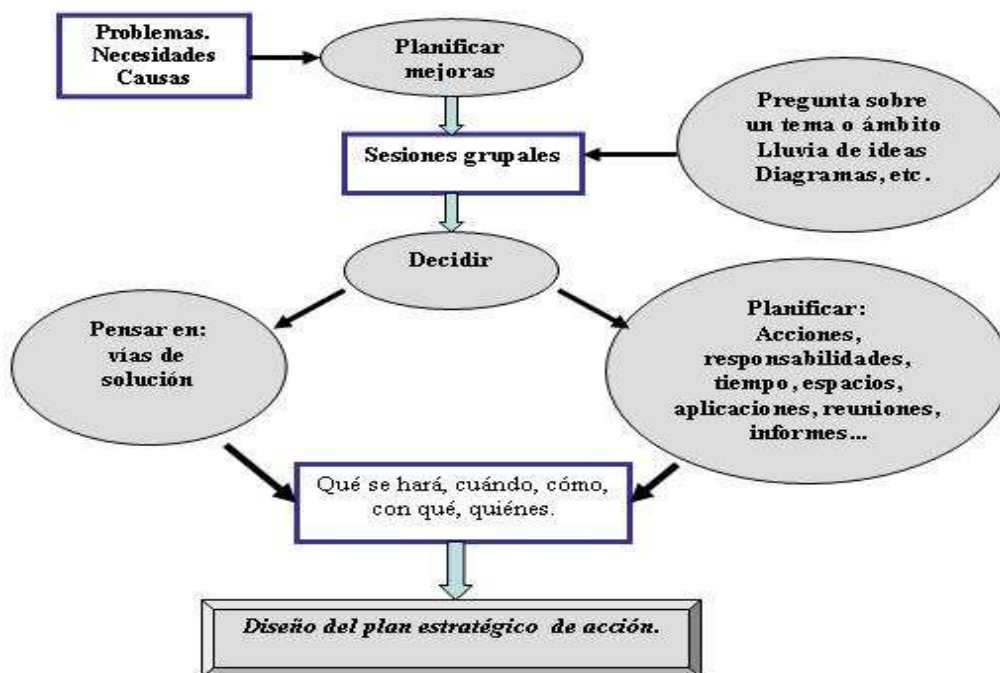 Problemas.
Necesidades
Causas
Planificar
mejoras
Pregunta sobre
un tema o ámbito
Lluvia de ideas
Diagramas, etc.
Sesiones grupales
Decidir
Pensar en:
vías de
solución
Planificar:
Acciones,
responsabilidades,
tiempo, espacios,
aplicaciones, reuniones,
informes...
Qué se hará, cuándo, cómo,
con qué, quiénes.
Diseño del plan estratégico de acción.